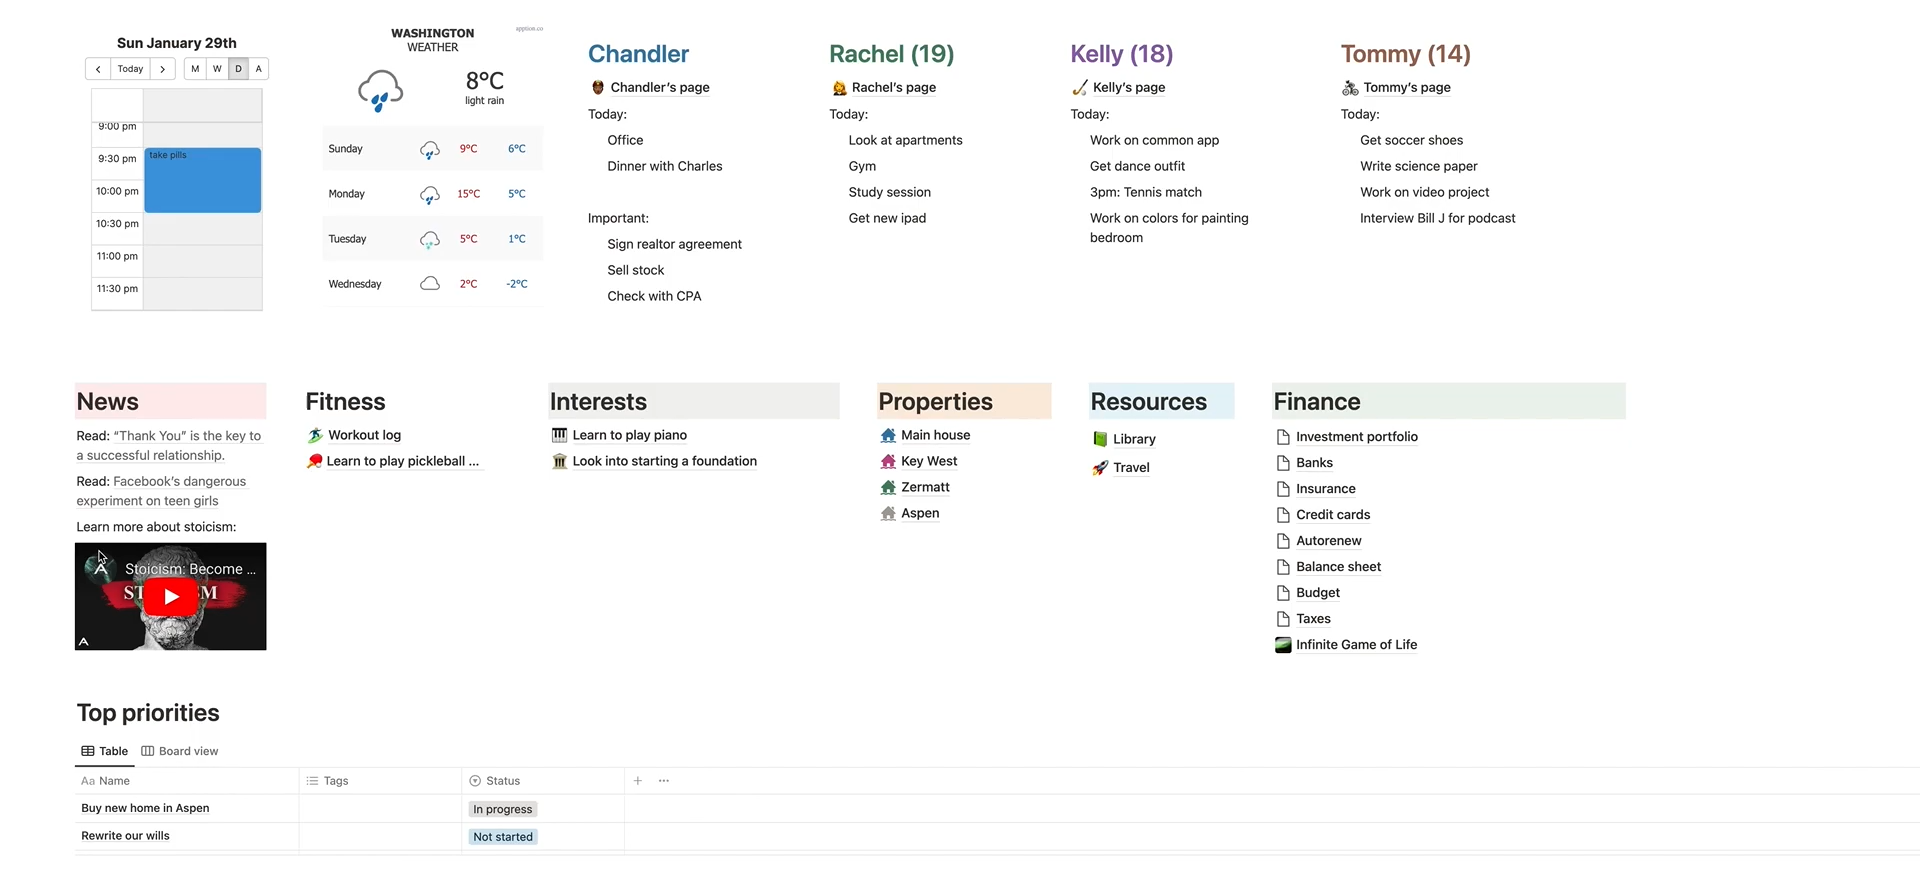 Sun January 29th
Today
M W D A
9:00 pm
9:30 pm
take pills
10:00 pm
10:30 pm
11:00 pm
11:30 pm
WASHINGTON
WEATHER
apption.co
8°C
light rain
Sunday 9°C 6°C
Monday 15°C 5°C
Tuesday 5°C 1°C
Wednesday 2°C -2°C
Chandler
Chandler’s page
Today:
Office
Dinner with Charles
Important:
Sign realtor agreement
Sell stock
Check with CPA
Rachel (19)
Rachel’s page
Today:
Look at apartments
Gym
Study session
Get new ipad
Kelly (18)
Kelly’s page
Today:
Work on common app
Get dance outfit
3pm: Tennis match
Work on colors for painting
bedroom
Tommy (14)
Tommy’s page
Today:
Get soccer shoes
Write science paper
Work on video project
Interview Bill J for podcast
News
Read: “Thank You” is the key to
a successful relationship.
Read: Facebook’s dangerous
experiment on teen girls
Learn more about stoicism:
Stoicism: Become ...
Fitness
Workout log
Learn to play pickleball ...
Interests
Learn to play piano
Look into starting a foundation
Properties
Main house
Key West
Zermatt
Aspen
Resources
Library
Travel
Finance
Investment portfolio
Banks
Insurance
Credit cards
Autorenew
Balance sheet
Budget
Taxes
Infinite Game of Life
Top priorities
Table Board view
Aa Name Tags Status
Buy new home in Aspen In progress
Rewrite our wills Not started